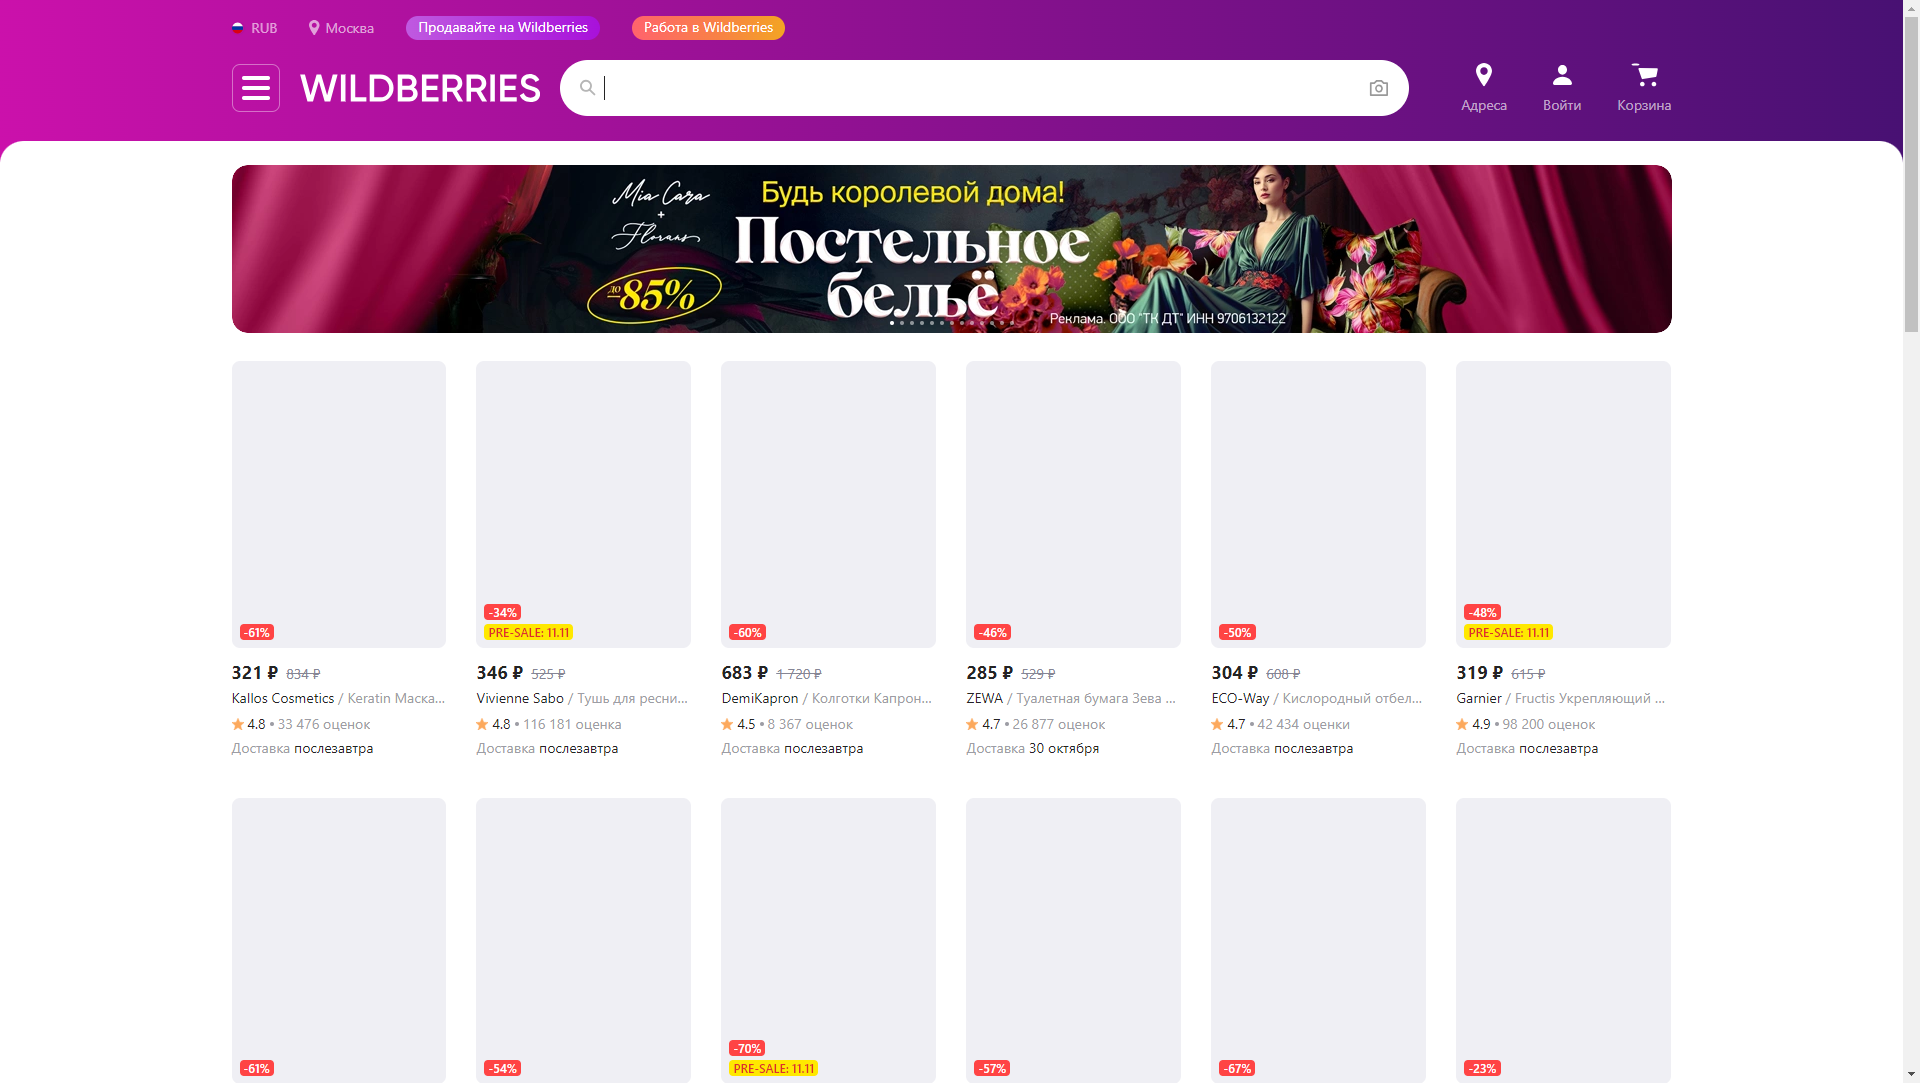 RUB
Москва
Продавайте на Wildberries
Работа в Wildberries
WILDBERRIES
Адреса
Войти
Корзина
Mia Cara
+
Florans
Будь королевой дома!
Постельное
бельё
до
-85%
Реклама. ООО "ТК ДТ" ИНН 9706132122
-61%
-34%
PRE-SALE: 11.11
-60%
-46%
-50%
-48%
PRE-SALE: 11.11
321 ₽ 834 ₽
Kallos Cosmetics / Keratin Маска...
4.8 • 33 476 оценок
Доставка послезавтра
346 ₽ 525 ₽
Vivienne Sabo / Тушь для ресни...
4.8 • 116 181 оценка
Доставка послезавтра
683 ₽ 1 720 ₽
DemiKapron / Колготки Капрон...
4.5 • 8 367 оценок
Доставка послезавтра
285 ₽ 529 ₽
ZEWA / Туалетная бумага Зева ...
4.7 • 26 877 оценок
Доставка 30 октября
304 ₽ 608 ₽
ECO-Way / Кислородный отбел...
4.7 • 42 434 оценки
Доставка послезавтра
319 ₽ 615 ₽
Garnier / Fructis Укрепляющий ...
4.9 • 98 200 оценок
Доставка послезавтра
-61%
-54%
-70%
PRE-SALE: 11.11
-57%
-67%
-23%